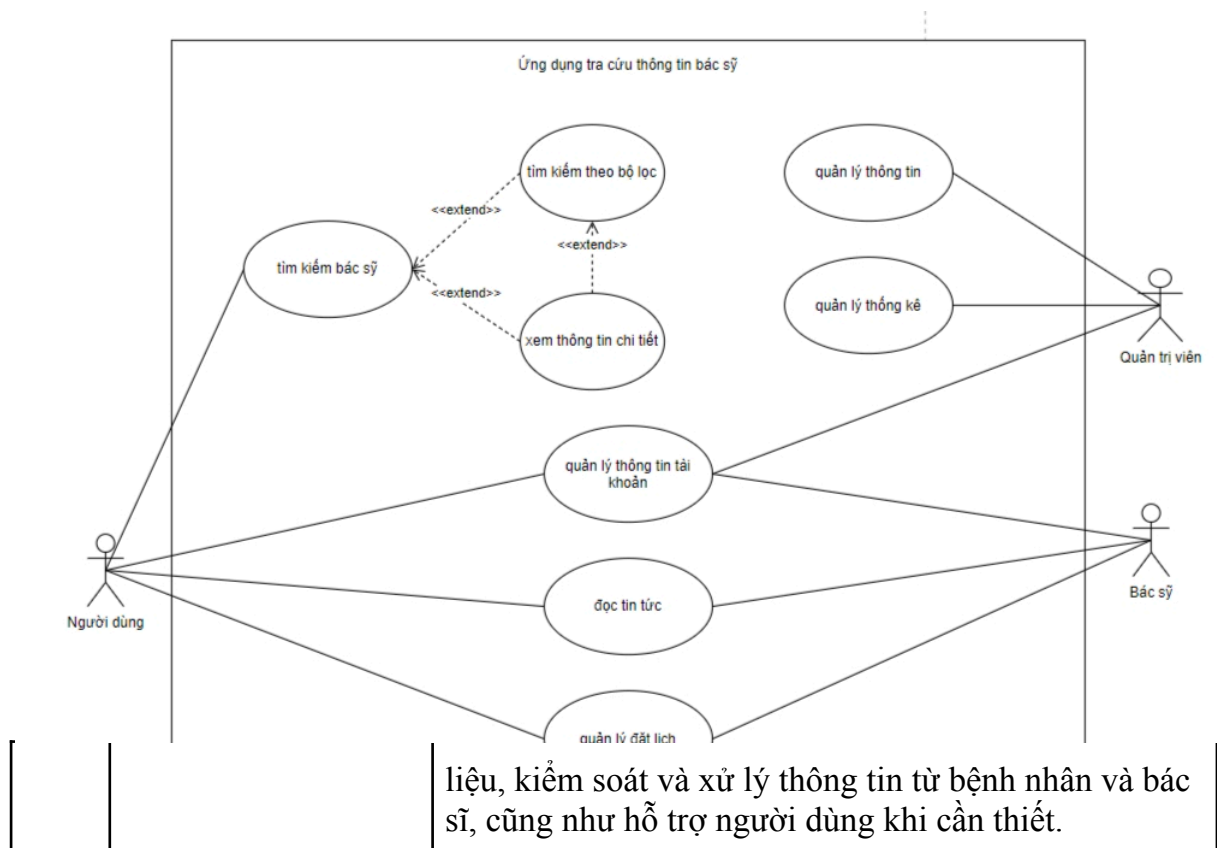 Ứng dụng tra cứu thông tin bác sỹ
tìm kiếm theo bộ lọc
quản lý thông tin
<<extend>>
<<extend>>
tìm kiếm bác sỹ
<<extend>>
quản lý thống kê
xem thông tin chi tiết
Quản trị viên
quản lý thông tin tài
khoản
Bác sỹ
đọc tin tức
Người dùng
quản lý đặt lịch
liệu, kiểm soát và xử lý thông tin từ bệnh nhân và bác
sĩ, cũng như hỗ trợ người dùng khi cần thiết.